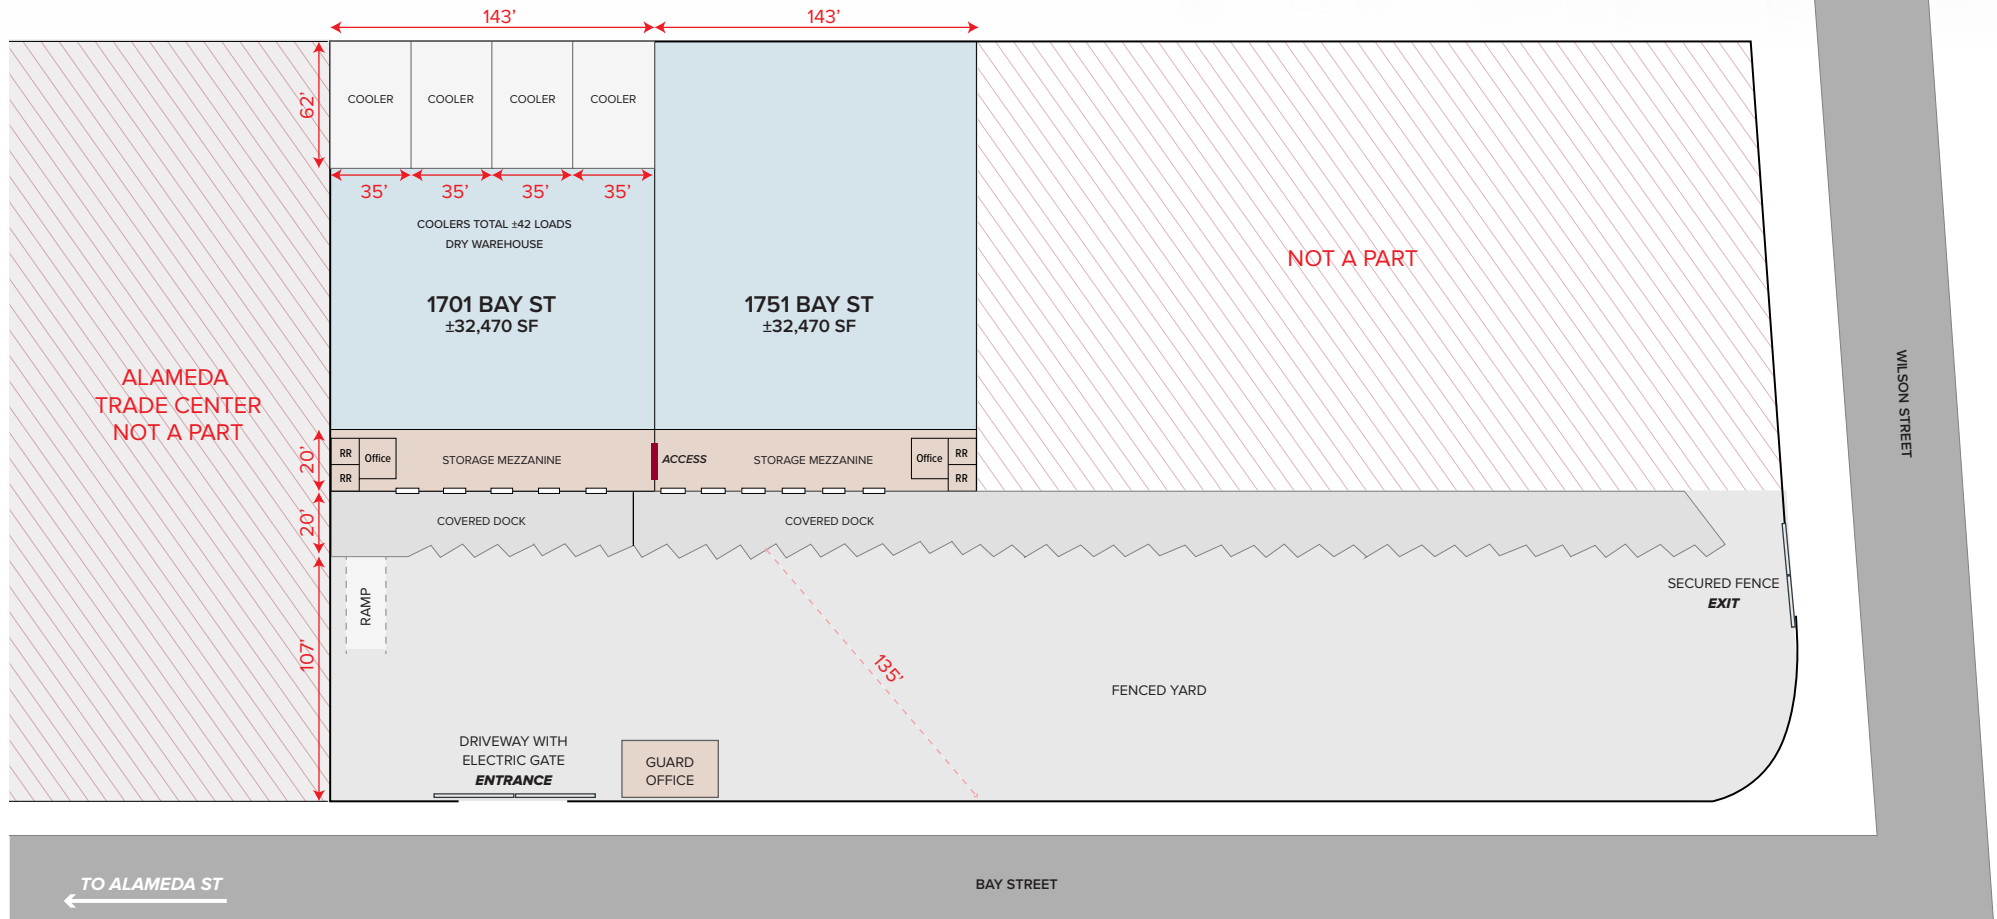 143’
143’
62’
COOLER
COOLER
COOLER
COOLER
35’
35’
35’
35’
COOLERS TOTAL ±42 LOADS
DRY WAREHOUSE
1701 BAY ST
±32,470 SF
1751 BAY ST
±32,470 SF
NOT A PART
ALAMEDA
TRADE CENTER
NOT A PART
WILSON STREET
20’
RR
RR
Office
STORAGE MEZZANINE
ACCESS
STORAGE MEZZANINE
Office
RR
RR
20’
COVERED DOCK
COVERED DOCK
SECURED FENCE
EXIT
RAMP
107’
135’
FENCED YARD
DRIVEWAY WITH
ELECTRIC GATE
ENTRANCE
GUARD
OFFICE
TO ALAMEDA ST
BAY STREET